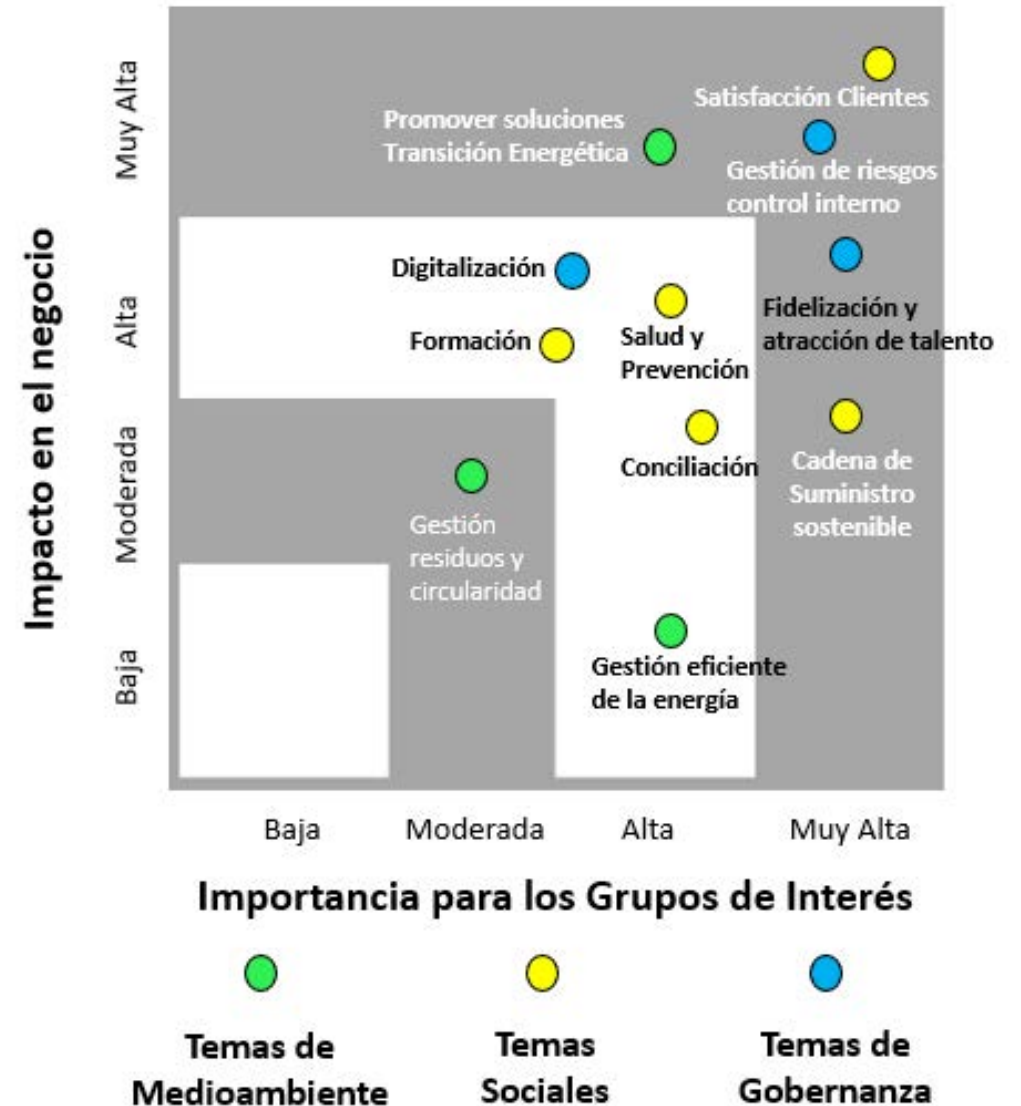 Impacto en el negocio
Muy Alta
Alta
Moderada
Baja
Satisfacción Clientes
Promover soluciones
Transición Energética
Gestión de riesgos
control interno
Digitalización
Fidelización y
atracción de talento
Formación
Salud y
Prevención
Conciliación
Cadena de
Suministro
sostenible
Gestión
residuos y
circularidad
Gestión eficiente
de la energía
Baja
Moderada
Alta
Muy Alta
Importancia para los Grupos de Interés
Temas de
Medioambiente
Temas
Sociales
Temas de
Gobernanza